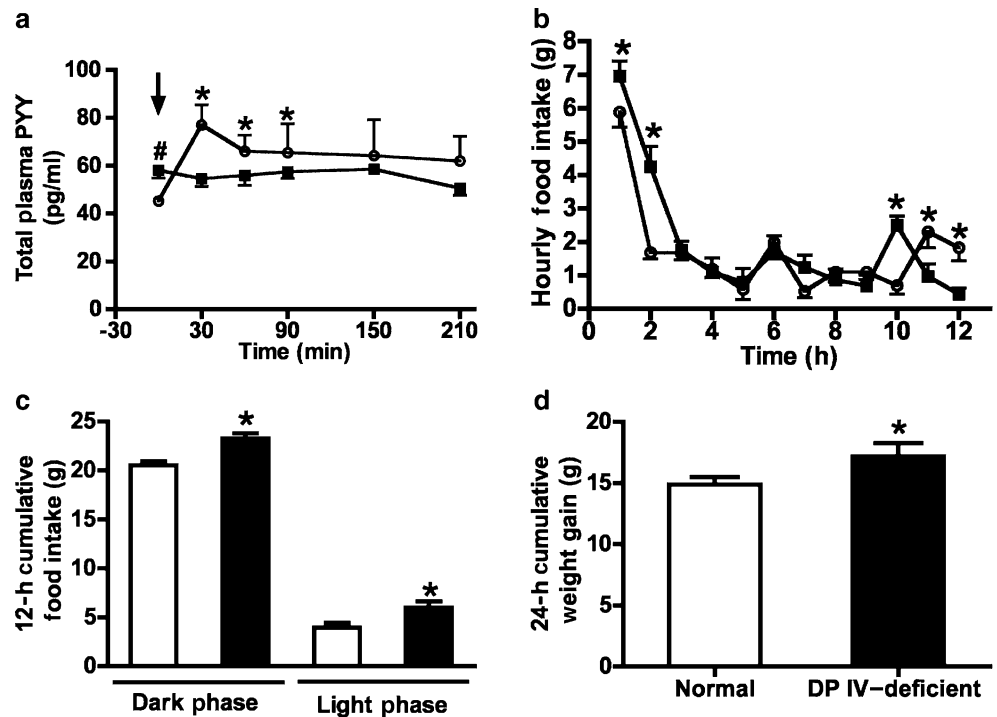 a
Total plasma PYY
(pg/ml)
100
80
60
40
20
0
#
*
*
*
-30
30
90
150
210
Time (min)
b
Hourly food intake (g)
8
7
6
5
4
3
2
1
0
*
*
*
*
*
0
2
4
6
8
10
12
Time (h)
c
12-h cumulative
food intake (g)
25
20
15
10
5
0
*
*
Dark phase
Light phase
d
24-h cumulative
weight gain (g)
20
15
10
5
0
*
Normal
DP IV-deficient